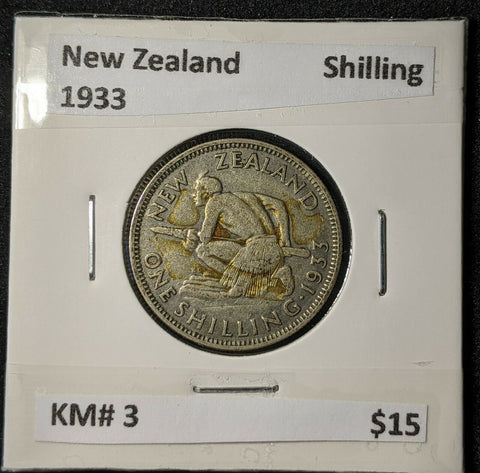 New Zealand Shilling
1933
NEW ZEALAND
ONE SHILLING · 1933
KM# 3 $15